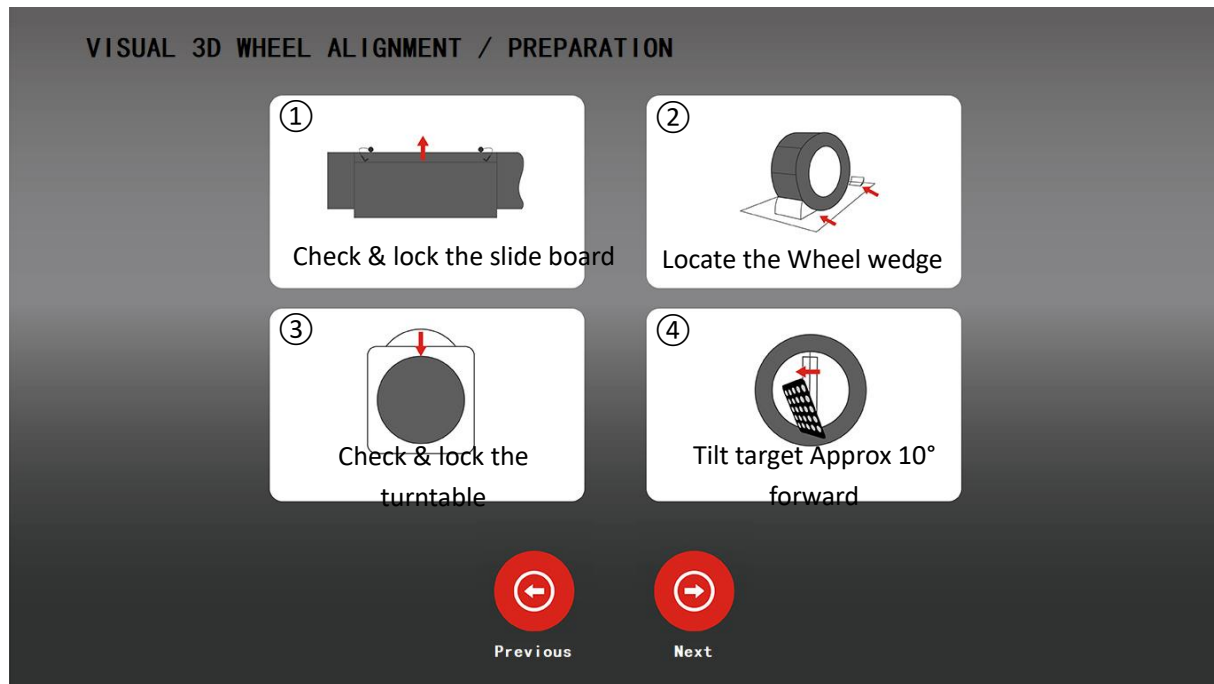 VISUAL 3D WHEEL ALIGNMENT / PREPARATION
①
Check & lock the slide board
②
Locate the Wheel wedge
③
Check & lock the
turntable
④
Tilt target Approx 10°
forward
Previous
Next